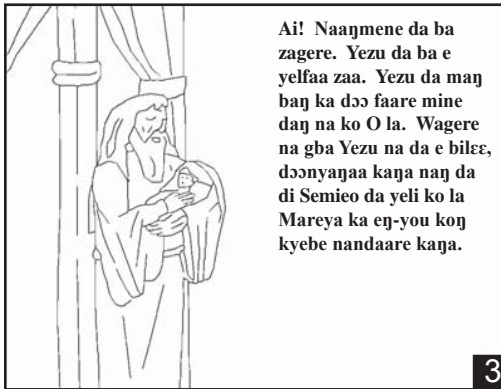 Ai!  Naaŋmene da ba
zagere.  Yezu da ba e
yelfaa zaa.  Yezu da maŋ
baŋ ka dɔɔ faare mine
daŋ na ko O la.  Wagere
na gba Yezu na da e bilɛɛ,
dɔɔnyaŋaa kaŋa naŋ da
di Semieo da yeli ko la
Mareya ka eŋ-you koŋ
kyebe nandaare kaŋa.
3